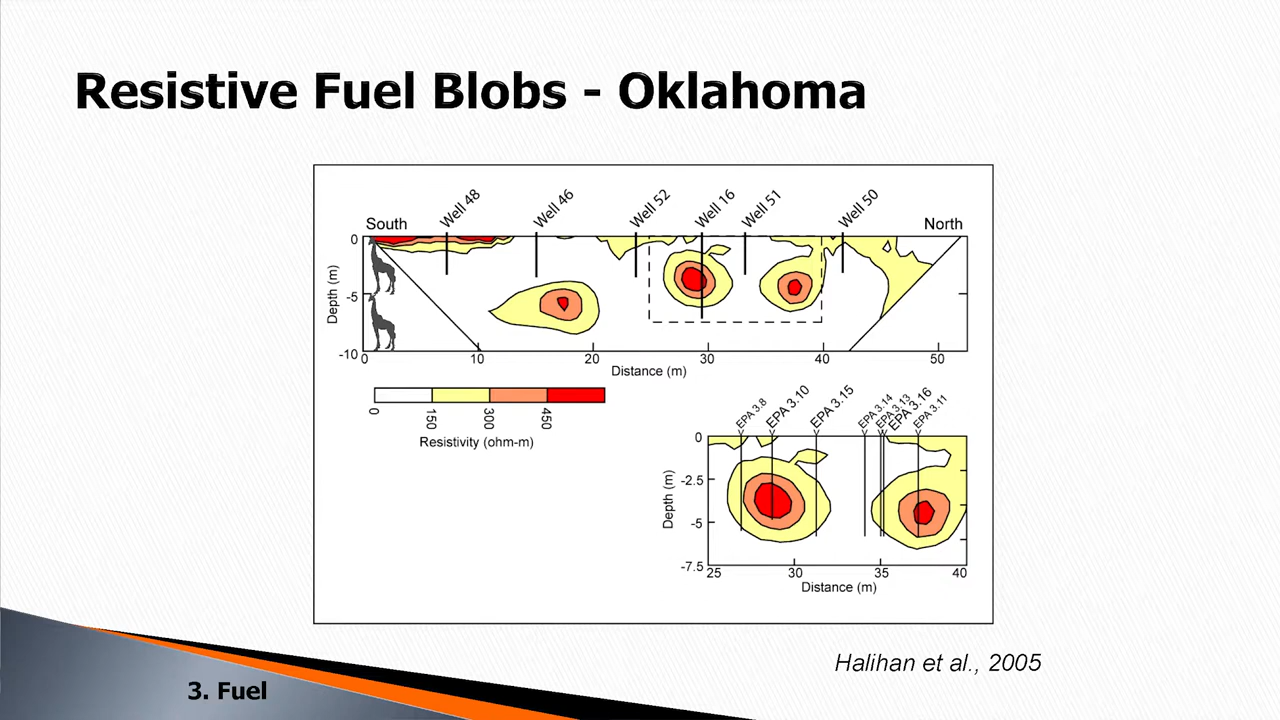 Resistive Fuel Blobs - Oklahoma
Well 48
Well 46
Well 52
Well 16
Well 51
Well 50
South
North
0
-5
-10
Depth (m)
0
10
20
30
40
50
Distance (m)
0
150
300
450
Resistivity (ohm-m)
EPA 3.8
EPA 3.10
EPA 3.15
EPA 3.14
EPA 3.13
EPA 3.16
EPA 3.11
0
-2.5
-5
-7.5
Depth (m)
25
30
35
40
Distance (m)
Halihan et al., 2005
3. Fuel